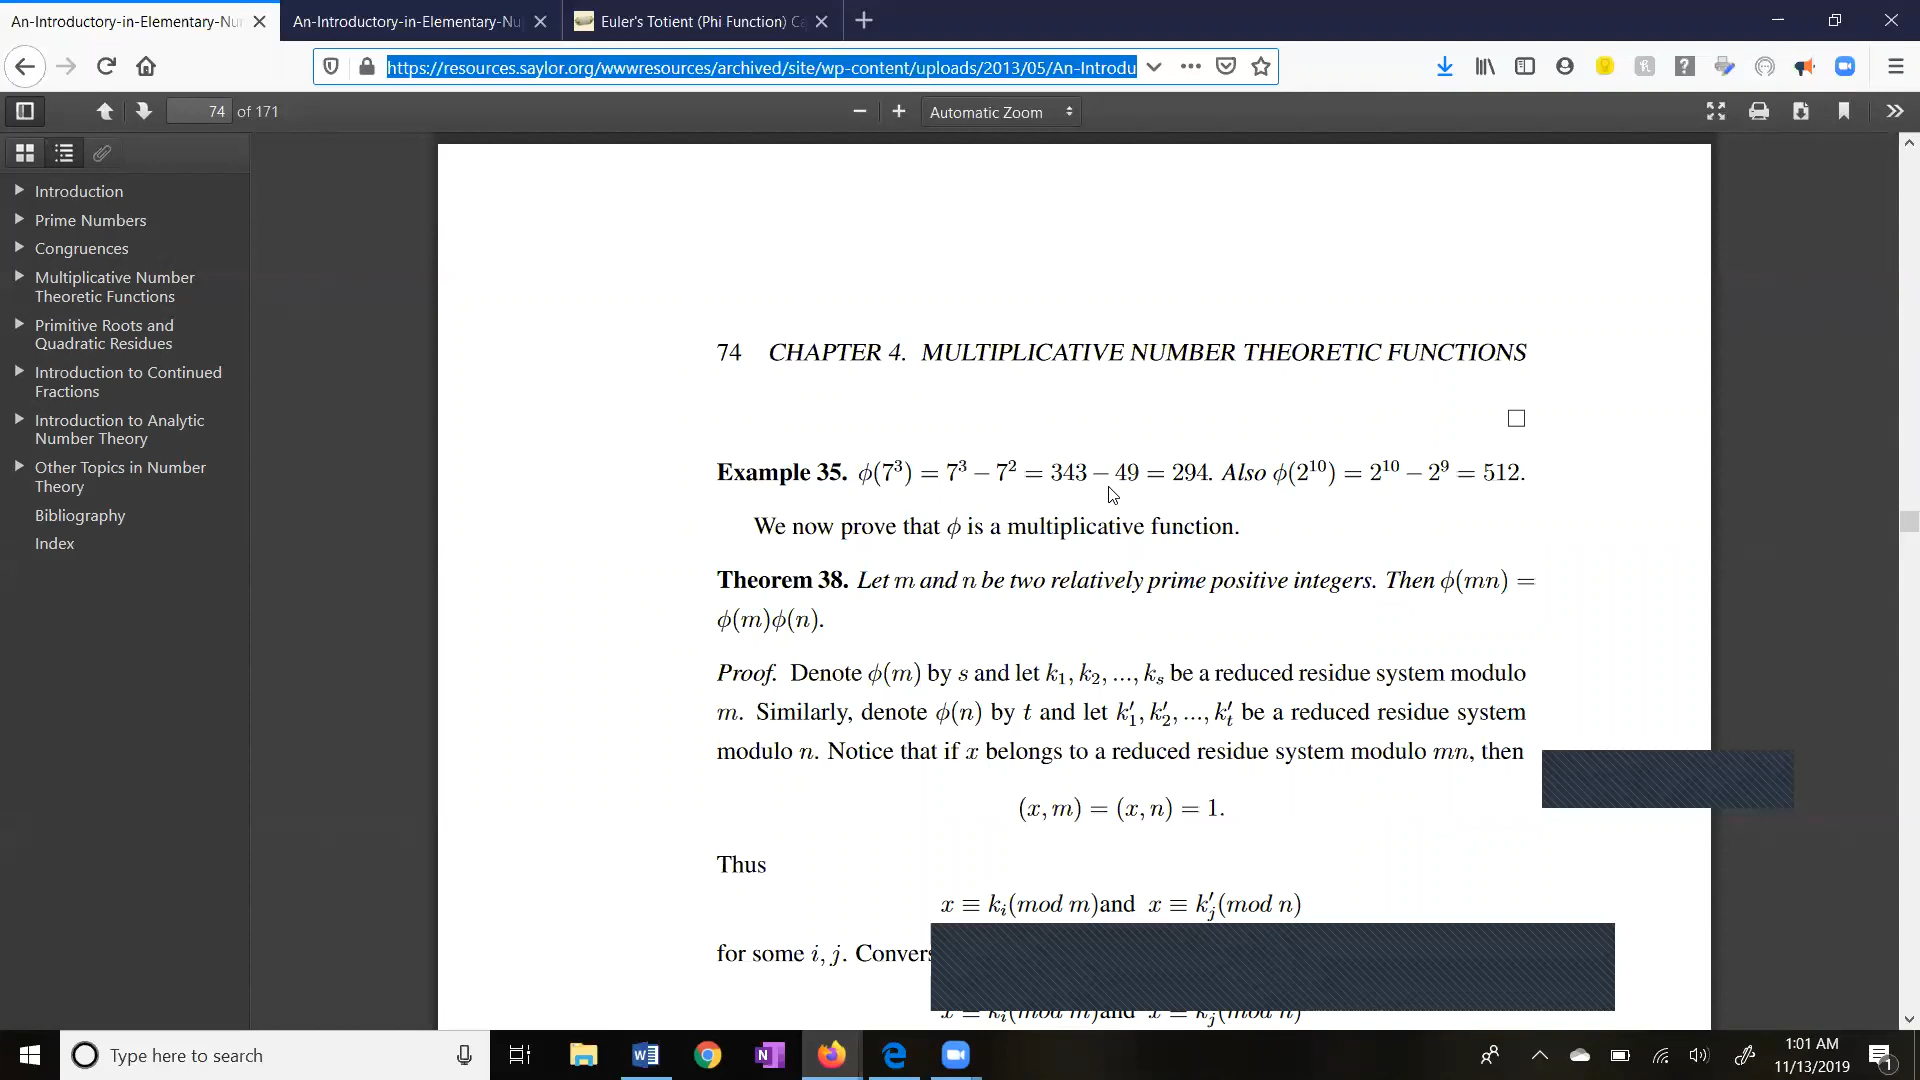 An-Introductory-in-Elementary-Nu
An-Introductory-in-Elementary-Nu
Euler's Totient (Phi Function) Ca
https://resources.saylor.org/wwwresources/archived/site/wp-content/uploads/2013/05/An-Introdu
74 of 171
Automatic Zoom
Introduction
Prime Numbers
Congruences
Multiplicative Number
Theoretic Functions
Primitive Roots and
Quadratic Residues
Introduction to Continued
Fractions
Introduction to Analytic
Number Theory
Other Topics in Number
Theory
Bibliography
Index
74 CHAPTER 4. MULTIPLICATIVE NUMBER THEORETIC FUNCTIONS
Example 35. ϕ(7³) = 7³ − 7² = 343 − 49 = 294. Also ϕ(2¹⁰) = 2¹⁰ − 2⁹ = 512.
We now prove that ϕ is a multiplicative function.
Theorem 38. Let m and n be two relatively prime positive integers. Then ϕ(mn) =
ϕ(m)ϕ(n).
Proof. Denote ϕ(m) by s and let k₁, k₂, ..., kₛ be a reduced residue system modulo
m. Similarly, denote ϕ(n) by t and let k′₁, k′₂, ..., k′ₜ be a reduced residue system
modulo n. Notice that if x belongs to a reduced residue system modulo mn, then
(x, m) = (x, n) = 1.
Thus
x ≡ kᵢ(mod m)and x ≡ k′ⱼ(mod n)
for some i, j. Convers
x ≡ kᵢ(mod m)and x ≡ k′ⱼ(mod n)
Type here to search
1:01 AM
11/13/2019
1